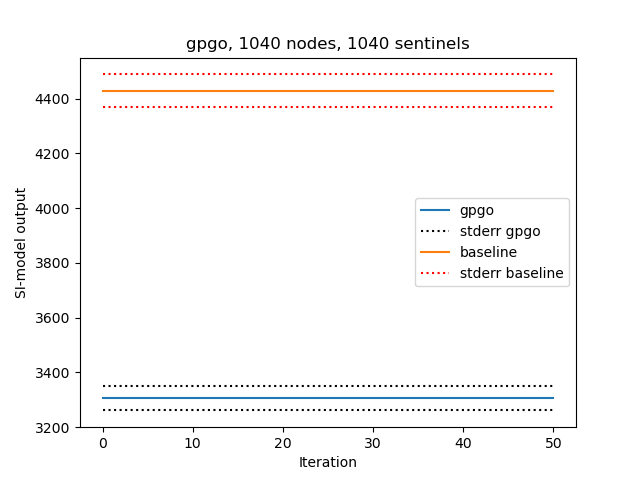 gpgo, 1040 nodes, 1040 sentinels
SI-model output
4400
4200
4000
3800
3600
3400
3200
gpgo
stderr gpgo
baseline
stderr baseline
0 10 20 30 40 50
Iteration